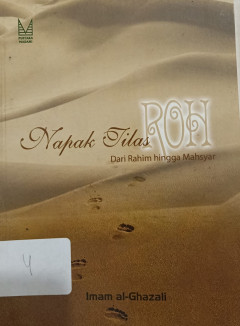 Napak Tilas ROH
Dari Rahim hingga Mahsyar
4
Imam al-Ghazali